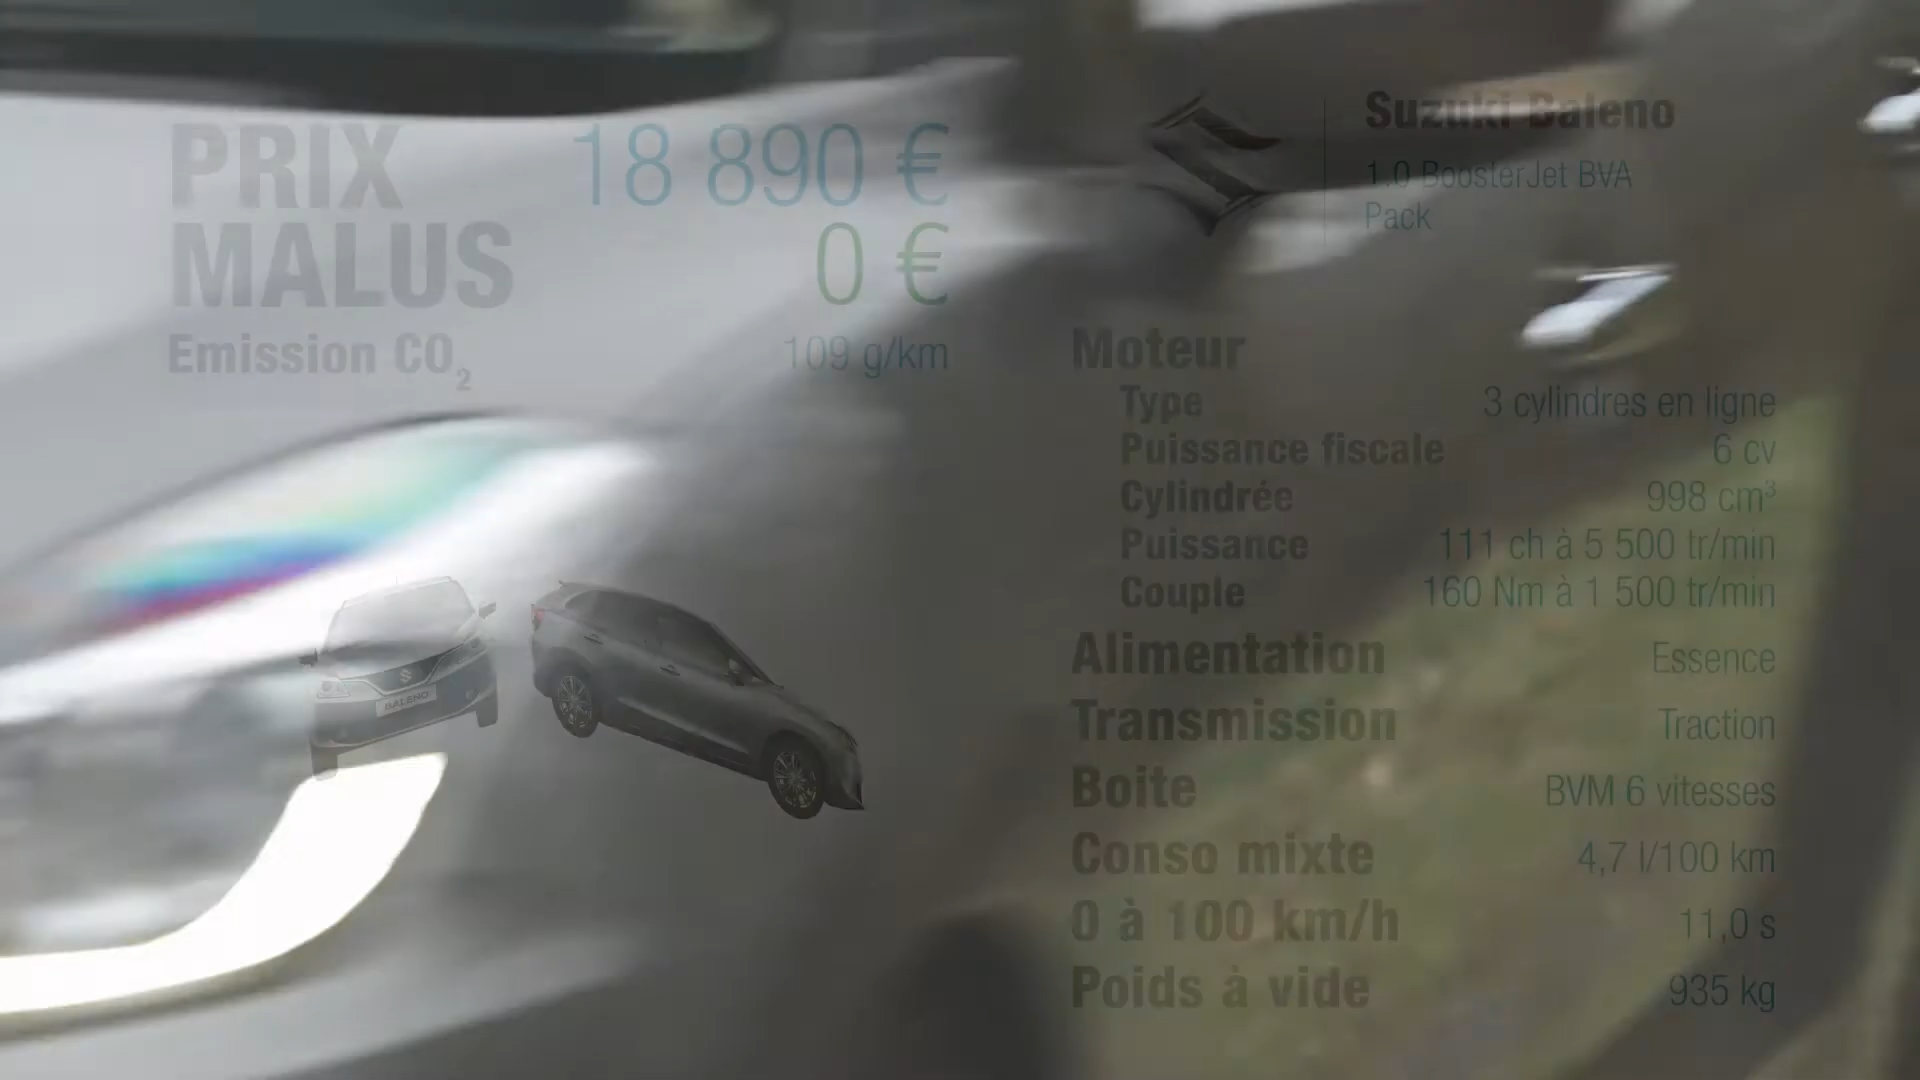 PRIX 18 890 €
MALUS 0 €
Emission CO₂ 109 g/km
Suzuki Baleno
1.0 BoosterJet BVA
Pack
Moteur
Type 3 cylindres en ligne
Puissance fiscale 6 cv
Cylindrée 998 cm³
Puissance 111 ch à 5 500 tr/min
Couple 160 Nm à 1 500 tr/min
Alimentation Essence
Transmission Traction
Boite BVM 6 vitesses
Conso mixte 4,7 l/100 km
0 à 100 km/h 11,0 s
Poids à vide 935 kg
BALENO